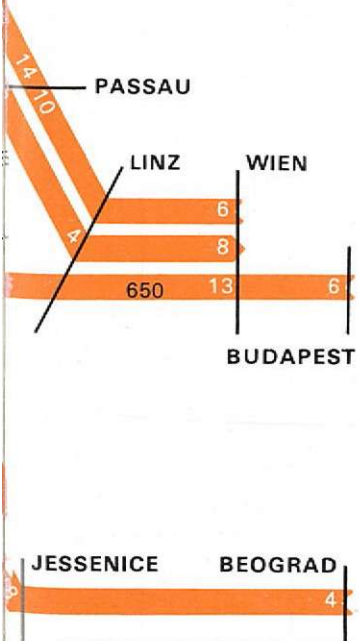 14
10
PASSAU
LINZ WIEN
6
4 8
650 13 6
BUDAPEST
JESSENICE BEOGRAD
4